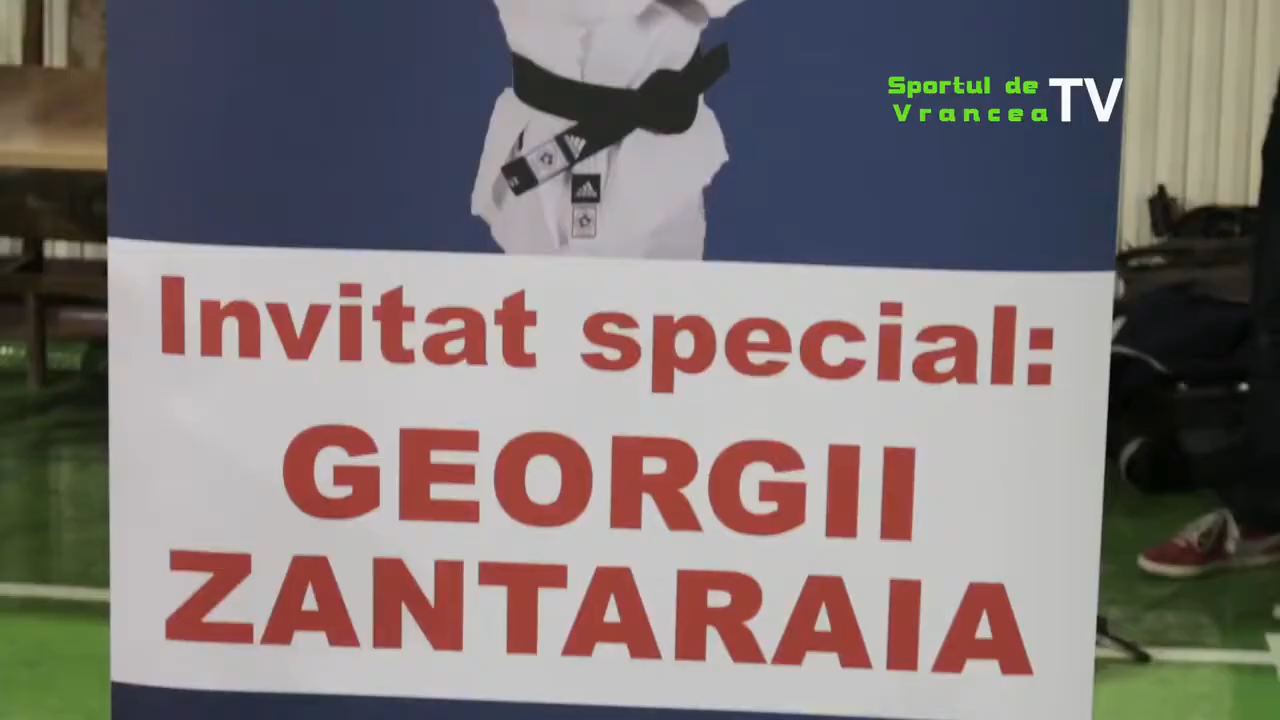 Sportul de
Vrancea TV
Invitat special:
GEORGII
ZANTARAIA